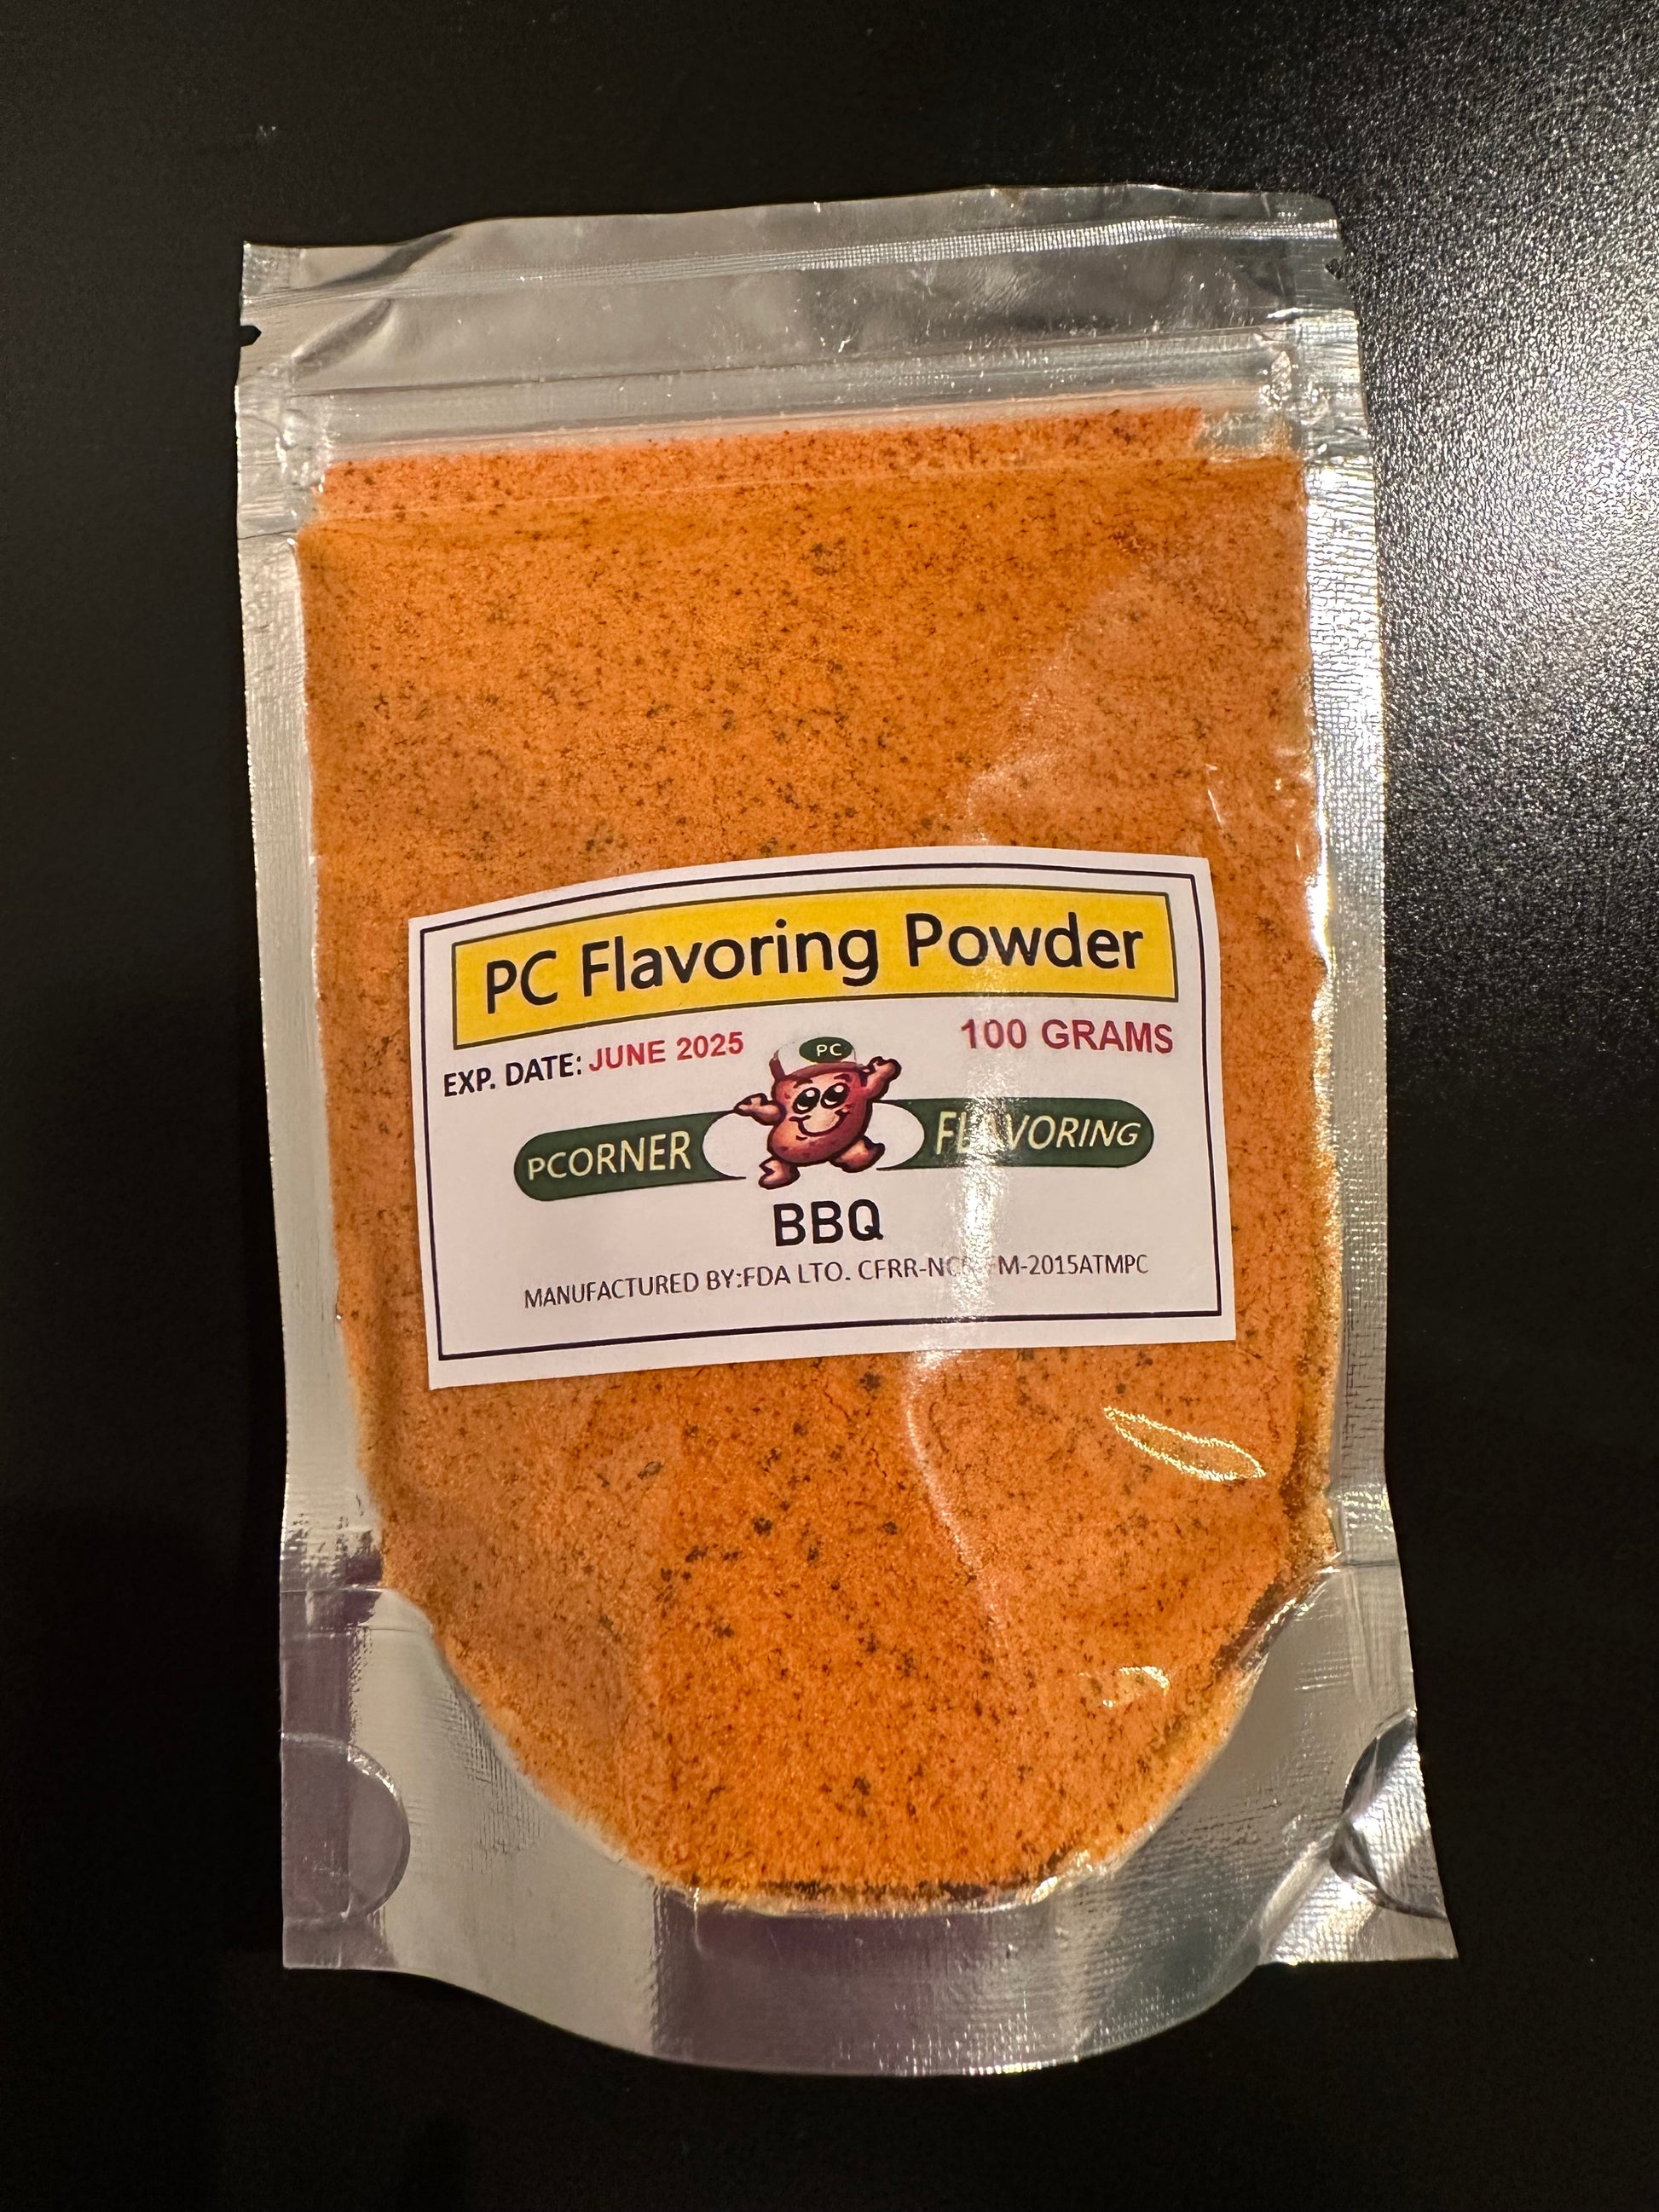 PC Flavoring Powder
EXP. DATE: JUNE 2025
100 GRAMS
PC
PCORNER FLAVORING
BBQ
MANUFACTURED BY:FDA LTO.